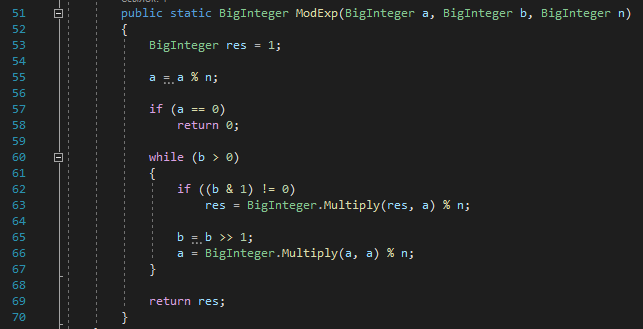 51 public static BigInteger ModExp(BigInteger a, BigInteger b, BigInteger n)
52 {
53 BigInteger res = 1;
54
55 a = a % n;
56
57 if (a == 0)
58 return 0;
59
60 while (b > 0)
61 {
62 if ((b & 1) != 0)
63 res = BigInteger.Multiply(res, a) % n;
64
65 b = b >> 1;
66 a = BigInteger.Multiply(a, a) % n;
67 }
68
69 return res;
70 }